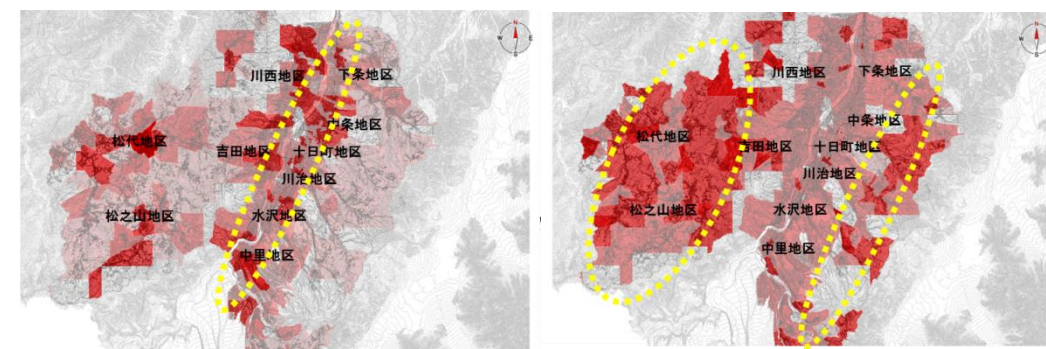 N
W
E
S
川西地区
下条地区
中条地区
松代地区
吉田地区
十日町地区
川治地区
松之山地区
水沢地区
中里地区
N
W
S
川西地区
下条地区
中条地区
松代地区
吉田地区
十日町地区
川治地区
松之山地区
水沢地区
中里地区